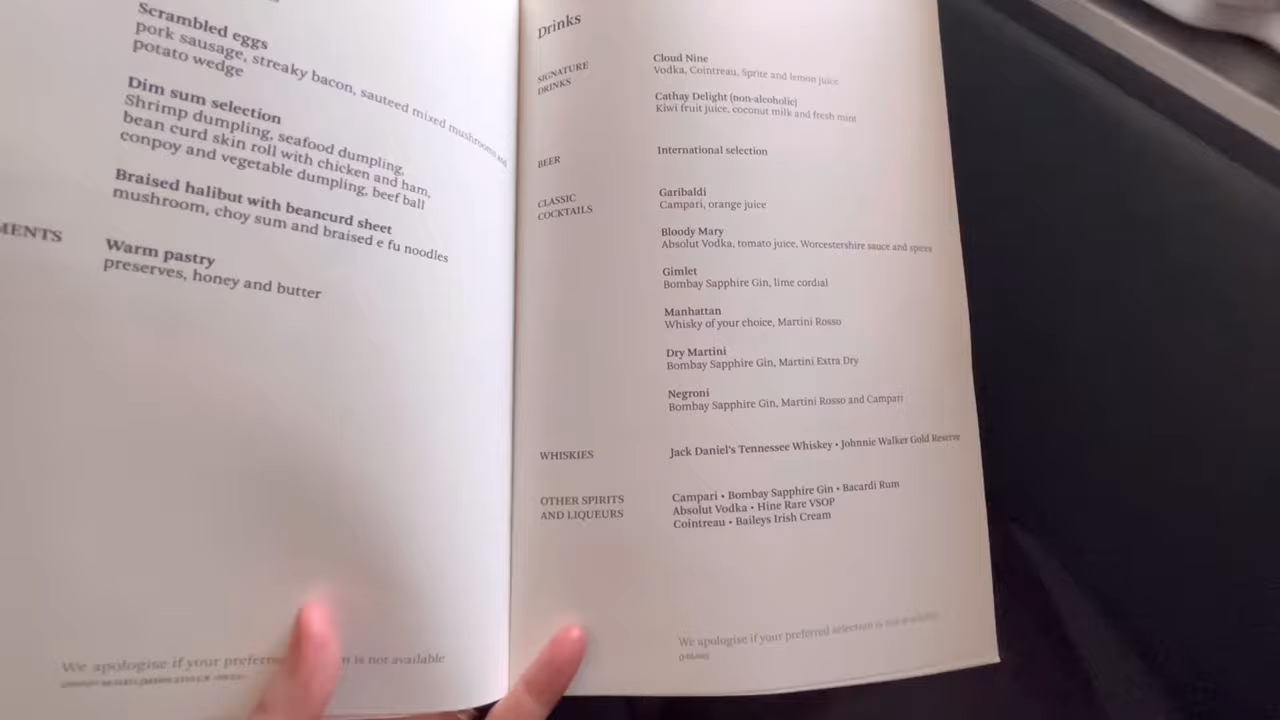 Scrambled eggs
pork sausage, streaky bacon, sauteed mixed mushrooms and
potato wedge
Dim sum selection
Shrimp dumpling, seafood dumpling,
bean curd skin roll with chicken and ham,
conpoy and vegetable dumpling, beef ball
Braised halibut with beancurd sheet
mushroom, choy sum and braised e fu noodles
MENTS
Warm pastry
preserves, honey and butter
We apologise if your is not available
Drinks
SIGNATURE
DRINKS
Cloud Nine
Vodka, Cointreau, Sprite and lemon juice
Cathay Delight (non-alcoholic)
Kiwi fruit juice, coconut milk and fresh mint
BEER
International selection
CLASSIC
COCKTAILS
Garibaldi
Campari, orange juice
Bloody Mary
Absolut Vodka, tomato juice, Worcestershire sauce and spices
Gimlet
Bombay Sapphire Gin, lime cordial
Manhattan
Whisky of your choice, Martini Rosso
Dry Martini
Bombay Sapphire Gin, Martini Extra Dry
Negroni
Bombay Sapphire Gin, Martini Rosso and Campari
WHISKIES
Jack Daniel's Tennessee Whiskey • Johnnie Walker Gold Reserve
OTHER SPIRITS
AND LIQUEURS
Campari • Bombay Sapphire Gin • Bacardi Rum
Absolut Vodka • Hine Rare VSOP
Cointreau • Baileys Irish Cream
We apologise if your preferred selection is not available